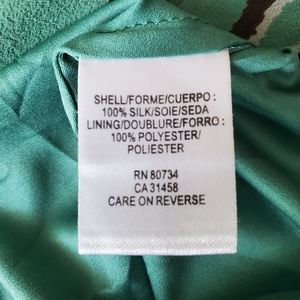 SHELL/FORME/CUERPO :
100% SILK/SOIE/SEDA
LINING/DOUBLURE/FORRO :
100% POLYESTER/
POLIESTER
RN 80734
CA 31458
CARE ON REVERSE